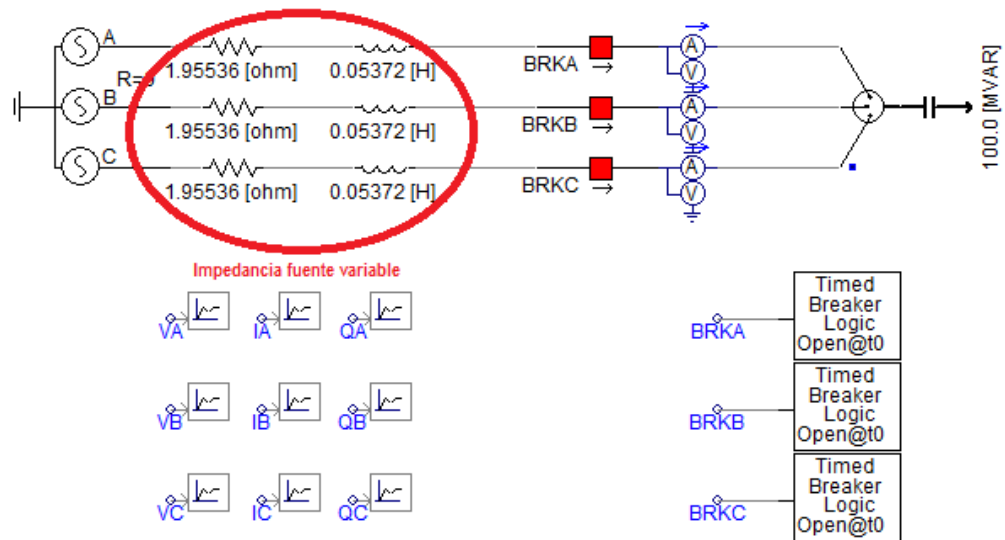 A
BRKA
A
V
1.95536 [ohm]
0.05372 [H]
B
BRKB
A
V
1.95536 [ohm]
0.05372 [H]
C
BRKC
A
V
1.95536 [ohm]
0.05372 [H]
100.0 [MVAR]
Impedancia fuente variable
VA
IA
QA
BRKA
Timed
Breaker
Logic
Open@t0
VB
IB
QB
BRKB
Timed
Breaker
Logic
Open@t0
VC
IC
QC
BRKC
Timed
Breaker
Logic
Open@t0